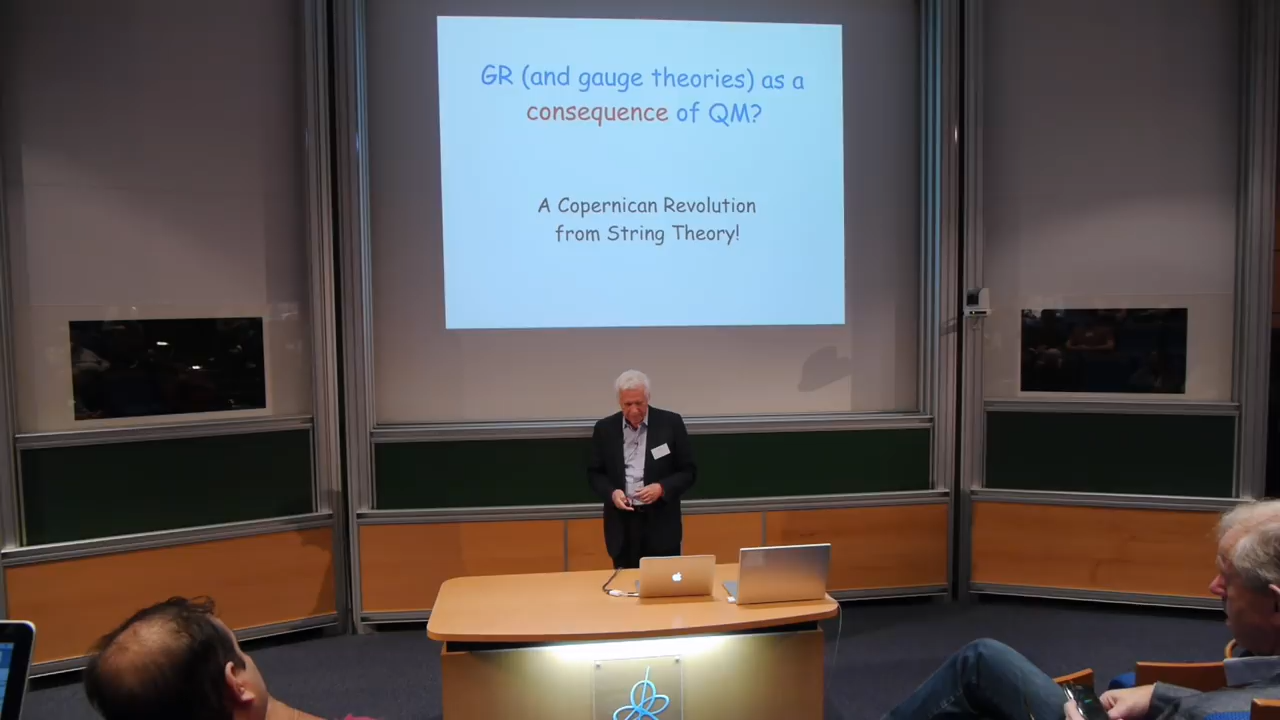 GR (and gauge theories) as a
consequence of QM?
A Copernican Revolution
from String Theory!